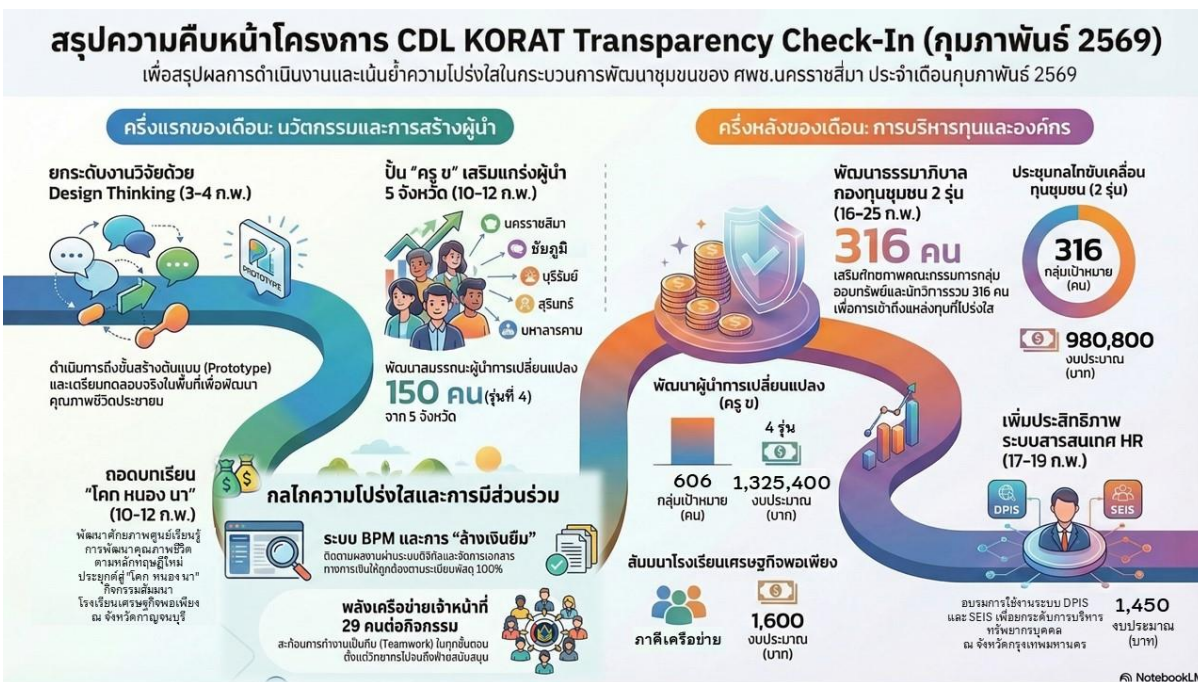 สรุปความคืบหน้าโครงการ CDL KORAT Transparency Check-In (กุมภาพันธ์ 2569)
เพื่อสรุปผลการดำเนินงานและเน้นย้ำความโปร่งใสในกระบวนการพัฒนาชุมชนของ ศพช.นครราชสีมา ประจำเดือนกุมภาพันธ์ 2569
ครึ่งแรกของเดือน: นวัตกรรมและการสร้างผู้นำ
ยกระดับงานวิจัยด้วย
Design Thinking (3-4 ก.พ.)
PROTOTYPE
ดำเนินการถึงขั้นสร้างต้นแบบ (Prototype)
และเตรียมทดสอบจริงในพื้นที่เพื่อพัฒนา
คุณภาพชีวิตประชายม
ปั้น "ครู ข" เสริมแกร่งผู้นำ
5 จังหวัด (10-12 ก.พ.)
นครราชสิมา
ชัยภูมิ
บุรีรัมย์
สุรินทร์
บหาลารคาม
พัฒนาสมรรถนะผู้นำการเปลี่ยนแปลง
150 คน (รุ่นที่ 4)
จาก 5 จังหวัด
ถอดบทเรียน
"โคก หนอง นา"
(10-12 ก.พ.)
พัฒนาศักยภาพศูนย์เรียนรู้
การพัฒนาคุณภาพชีวิต
ตามหลักทฤษฎีใหม่
ประยุกต์สู่"โคก หนอง นา"
กิจกรรมสัมมนา
โรงเรียนเศรษฐกิจพอเพียง
ณ จังหวัดกาญจนบุรี
กลไกความโปร่งใสและการมีส่วนร่วม
ระบบ BPM และการ "ล้างเงินยืม"
ติดตามผลงานผ่านระบบดิจิทัลและจัดการเอกสาร
ทางการเงินให้ถูกต้องตามระเบียบพัสดุ 100%
พลังเครือข่ายเจ้าหน้าที่
29 คนต่อกิจกรรม
สะท้อนการทำงานเป็นทีม (Teamwork) ในทุกขั้นตอน
ตั้งแต่วิทยากรไปจนถึงฝ่ายสนับสนุน
ครึ่งหลังของเดือน: การบริหารทุนและองค์กร
พัฒนาธรรมาภิบาล
กองทุนชุมชน 2 รุ่น
(16-25 ก.พ.)
316 คน
เสริมศักยภาพคณะกรรมการกลุ่ม
ออมทรัพย์และนักวิทาการรวม 316 คน
เพื่อการเข้าถึงแหล่งทุนที่โปร่งใส
ประชุมกลไกขับเคลื่อน
ทุนชุมชน (2 รุ่น)
316
กลุ่มเป้าหมาย
(คน)
980,800
งบประมาณ
(บาท)
พัฒนาผู้นำการเปลี่ยนแปลง
(ครู ข)
606
กลุ่มเป้าหมาย
(คน)
4 รุ่น
1,325,400
งบประมาณ
(บาท)
สัมมนาโรงเรียนเศรษฐกิจพอเพียง
ภาคีเครือข่าย
1,600
งบประมาณ
(บาท)
เพิ่มประสิทธิภาพ
ระบบสารสนเทศ HR
(17-19 ก.พ.)
DPIS
SEIS
อบรมการใช้งานระบบ DPIS
และ SEIS เพื่อยกระดับการบริหาร
ทรัพยากรบุคคล
ณ จังหวัดกรุงเทพมหานคร
1,450
งบประมาณ
(บาท)
NotebookLM